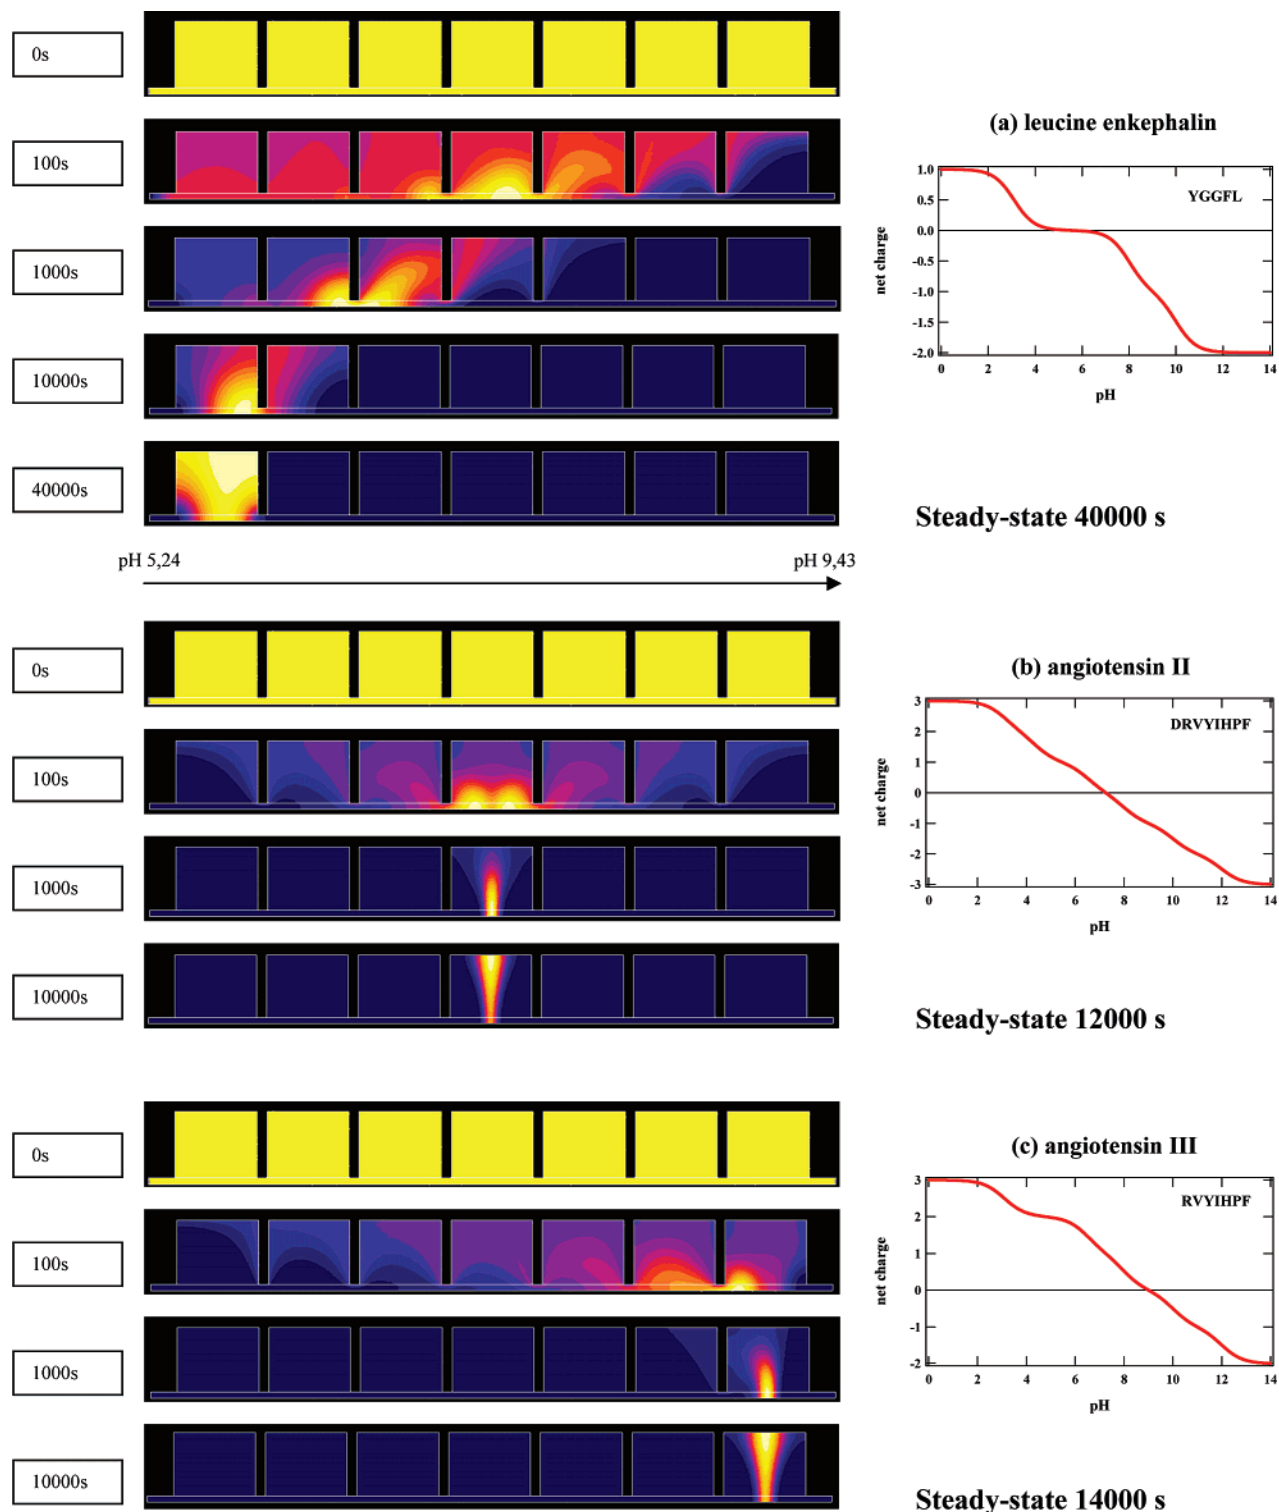 0s
100s
1000s
10000s
40000s
(a) leucine enkephalin
YGGFL
1.0
0.5
0.0
-0.5
-1.0
-1.5
-2.0
net charge
0 2 4 6 8 10 12 14
pH
Steady-state 40000 s
pH 5,24
pH 9,43
0s
100s
1000s
10000s
(b) angiotensin II
DRVYIHPF
3
2
1
0
-1
-2
-3
net charge
0 2 4 6 8 10 12 14
pH
Steady-state 12000 s
0s
100s
1000s
10000s
(c) angiotensin III
RVYIHPF
3
2
1
0
-1
-2
net charge
0 2 4 6 8 10 12 14
pH
Steady-state 14000 s